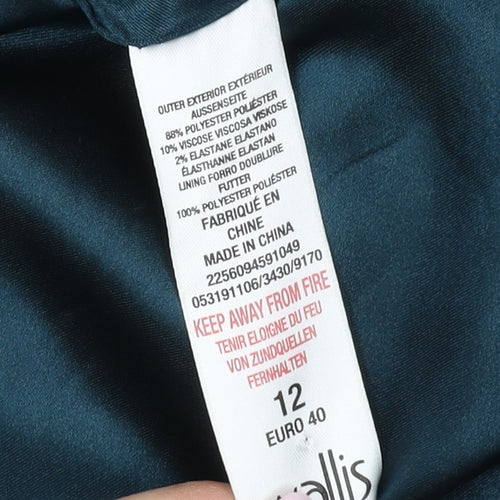 OUTER EXTERIOR EXTÉRIEUR
AUSSENSEITE
88% POLYESTER POLIÉSTER
10% VISCOSE VISCOSA VISKOSE
2% ELASTANE ELASTANO
ÉLASTHANNE ELASTAN
LINING FORRO DOUBLURE
FUTTER
100% POLYESTER POLIÉSTER
FABRIQUÉ EN
CHINE
MADE IN CHINA
2256094591049
053191106/3430/9170
KEEP AWAY FROM FIRE
TENIR ELOIGNE DU FEU
VON ZUNDQUELLEN
FERNHALTEN
12
EURO 40